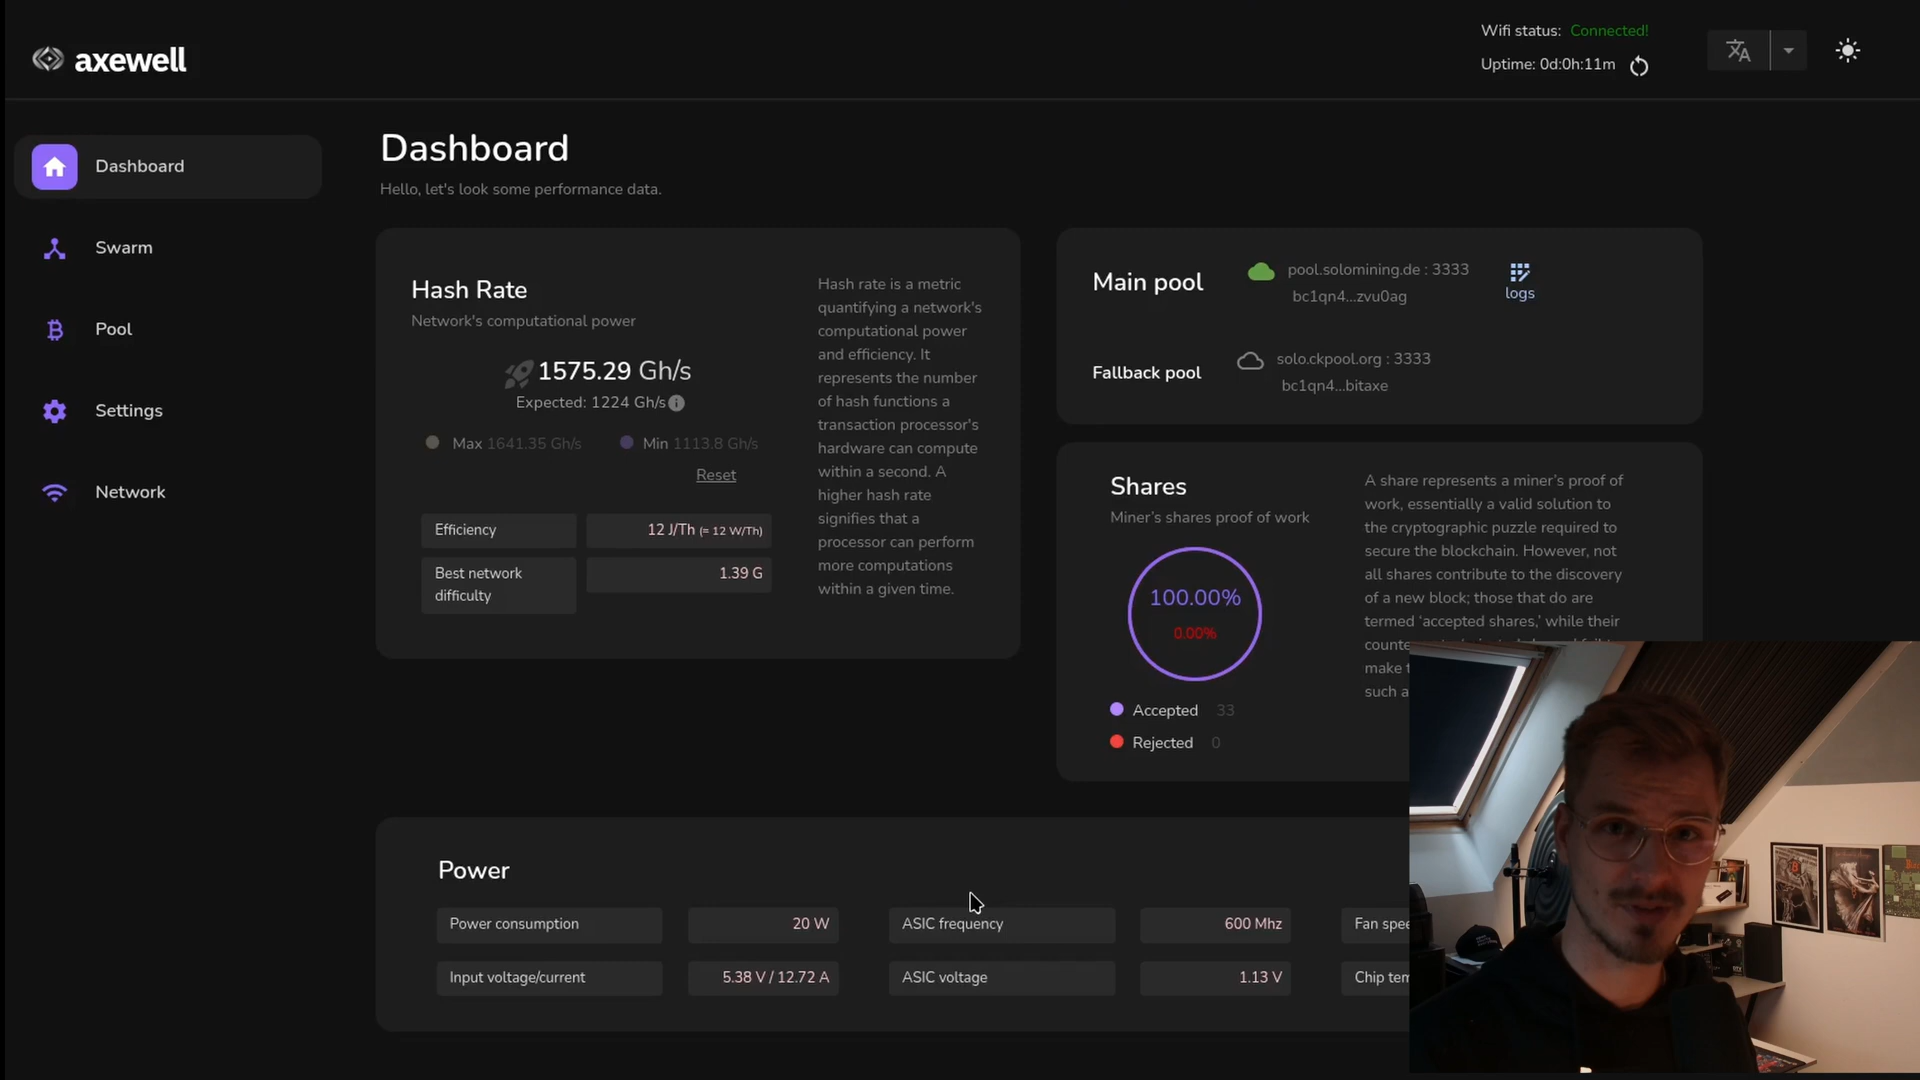 axewell
Wifi status: Connected!
Uptime: 0d:0h:11m
Dashboard
Swarm
Pool
Settings
Network
Dashboard
Hello, let's look some performance data.
Hash Rate
Network's computational power
1575.29 Gh/s
Expected: 1224 Gh/s
Max 1641.35 Gh/s
Min 1113.8 Gh/s
Reset
Efficiency
12 J/Th (= 12 W/Th)
Best network
difficulty
1.39 G
Hash rate is a metric
quantifying a network's
computational power
and efficiency. It
represents the number
of hash functions a
transaction processor's
hardware can compute
within a second. A
higher hash rate
signifies that a
processor can perform
more computations
within a given time.
Main pool
pool.solomining.de : 3333
bc1qn4...zvu0ag
logs
Fallback pool
solo.ckpool.org : 3333
bc1qn4...bitaxe
Shares
Miner’s shares proof of work
100.00%
0.00%
Accepted 33
Rejected 0
A share represents a miner’s proof of
work, essentially a valid solution to
the cryptographic puzzle required to
secure the blockchain. However, not
all shares contribute to the discovery
of a new block; those that do are
termed ‘accepted shares,’ while their
counte
make t
such a
Power
Power consumption
20 W
ASIC frequency
600 Mhz
Fan spee
Input voltage/current
5.38 V / 12.72 A
ASIC voltage
1.13 V
Chip tem